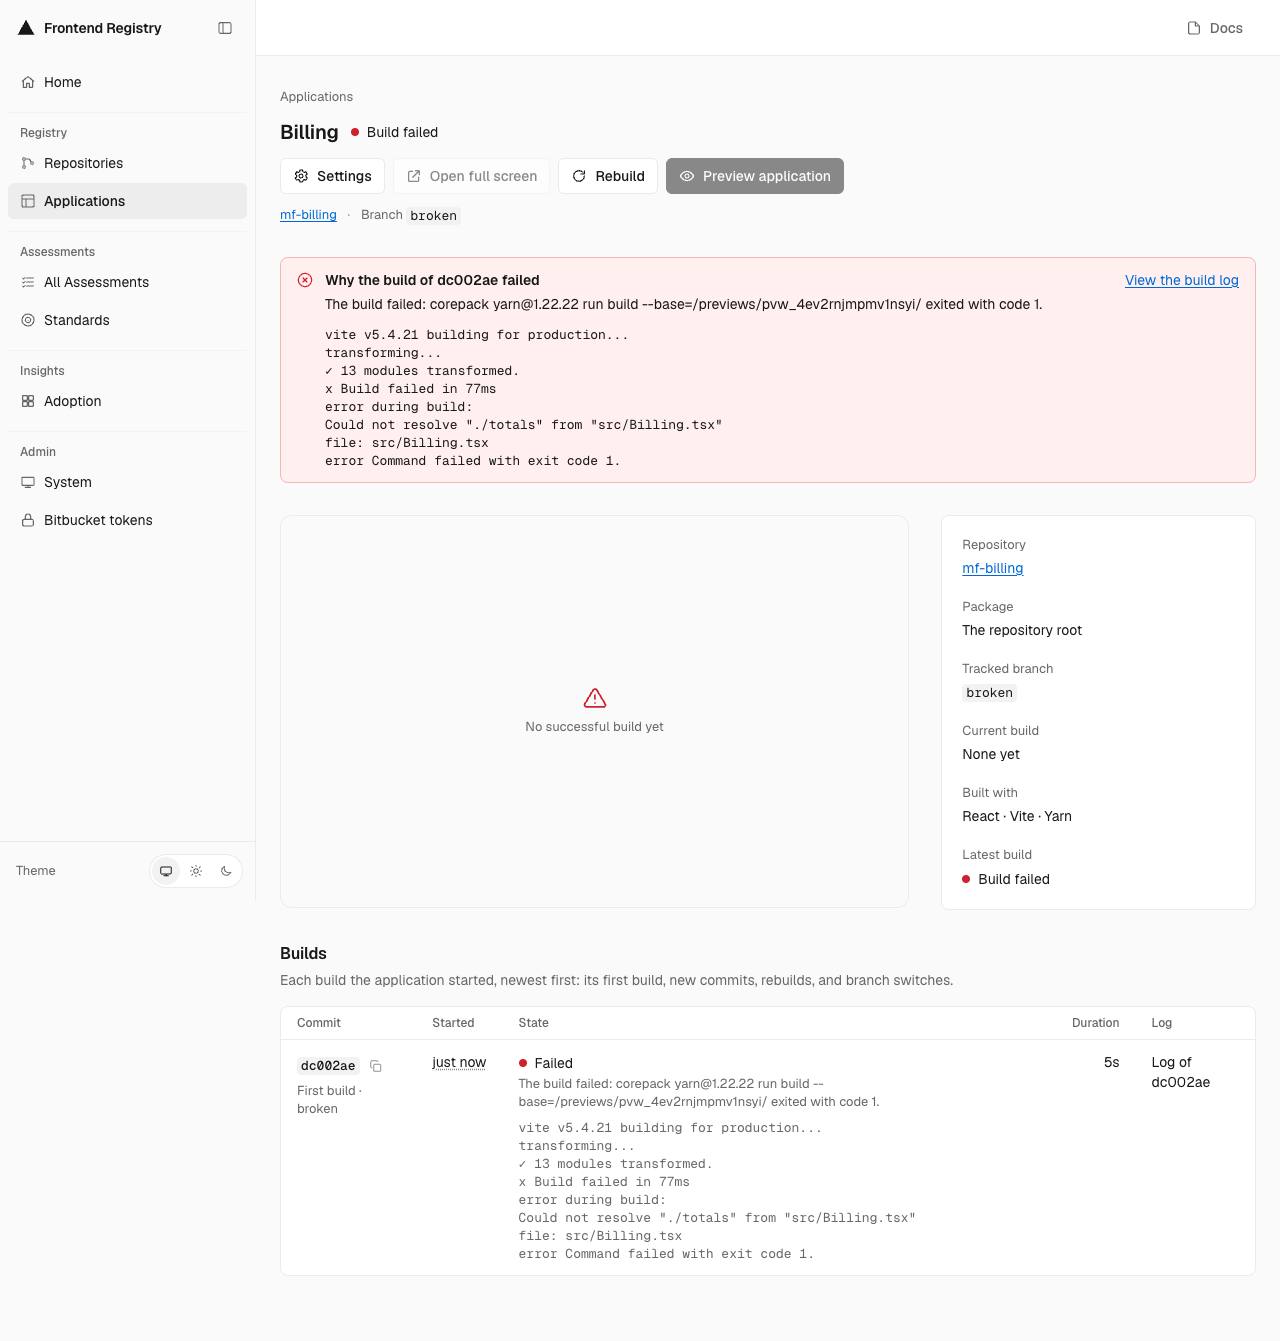 Frontend Registry
Docs
Home
Registry
Repositories
Applications
Assessments
All Assessments
Standards
Insights
Adoption
Admin
System
Bitbucket tokens
Theme
Applications
Billing
Build failed
Settings
Open full screen
Rebuild
Preview application
mf-billing · Branch broken
Why the build of dc002ae failed
View the build log
The build failed: corepack yarn@1.22.22 run build --base=/previews/pvw_4ev2rnjmpmv1nsyi/ exited with code 1.
vite v5.4.21 building for production...
transforming...
✓ 13 modules transformed.
x Build failed in 77ms
error during build:
Could not resolve "./totals" from "src/Billing.tsx"
file: src/Billing.tsx
error Command failed with exit code 1.
No successful build yet
Repository
mf-billing
Package
The repository root
Tracked branch
broken
Current build
None yet
Built with
React · Vite · Yarn
Latest build
Build failed
Builds
Each build the application started, newest first: its first build, new commits, rebuilds, and branch switches.
Commit Started State Duration Log
dc002ae
First build ·
broken
just now
Failed
The build failed: corepack yarn@1.22.22 run build --
base=/previews/pvw_4ev2rnjmpmv1nsyi/ exited with code 1.
vite v5.4.21 building for production...
transforming...
✓ 13 modules transformed.
x Build failed in 77ms
error during build:
Could not resolve "./totals" from "src/Billing.tsx"
file: src/Billing.tsx
error Command failed with exit code 1.
5s
Log of
dc002ae